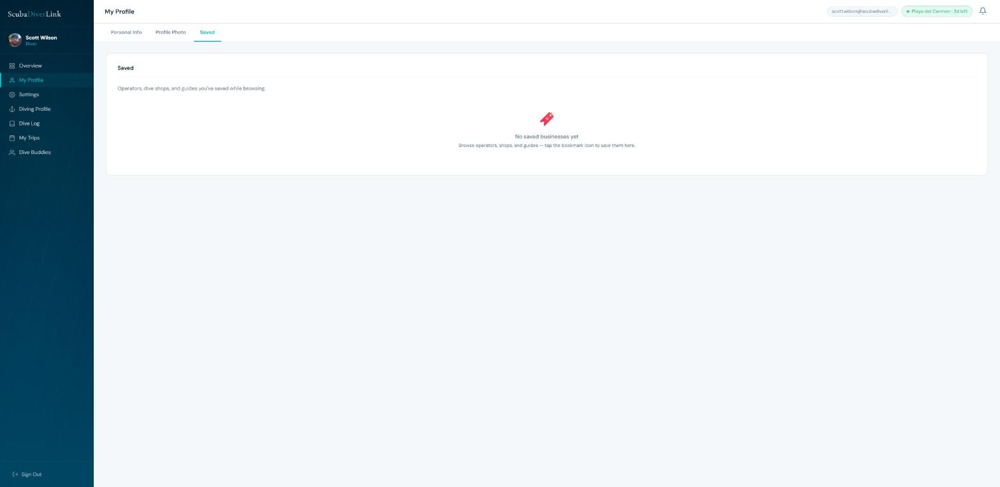 ScubaDiverLink
Scott Wilson
Diver
Overview
My Profile
Settings
Diving Profile
Dive Log
My Trips
Dive Buddies
Sign Out
My Profile
scott.wilson@scubadiverli...
Playa del Carmen · 2d left
Personal Info
Profile Photo
Saved
Saved
Operators, dive shops, and guides you've saved while browsing.
No saved businesses yet
Browse operators, shops, and guides — tap the bookmark icon to save them here.